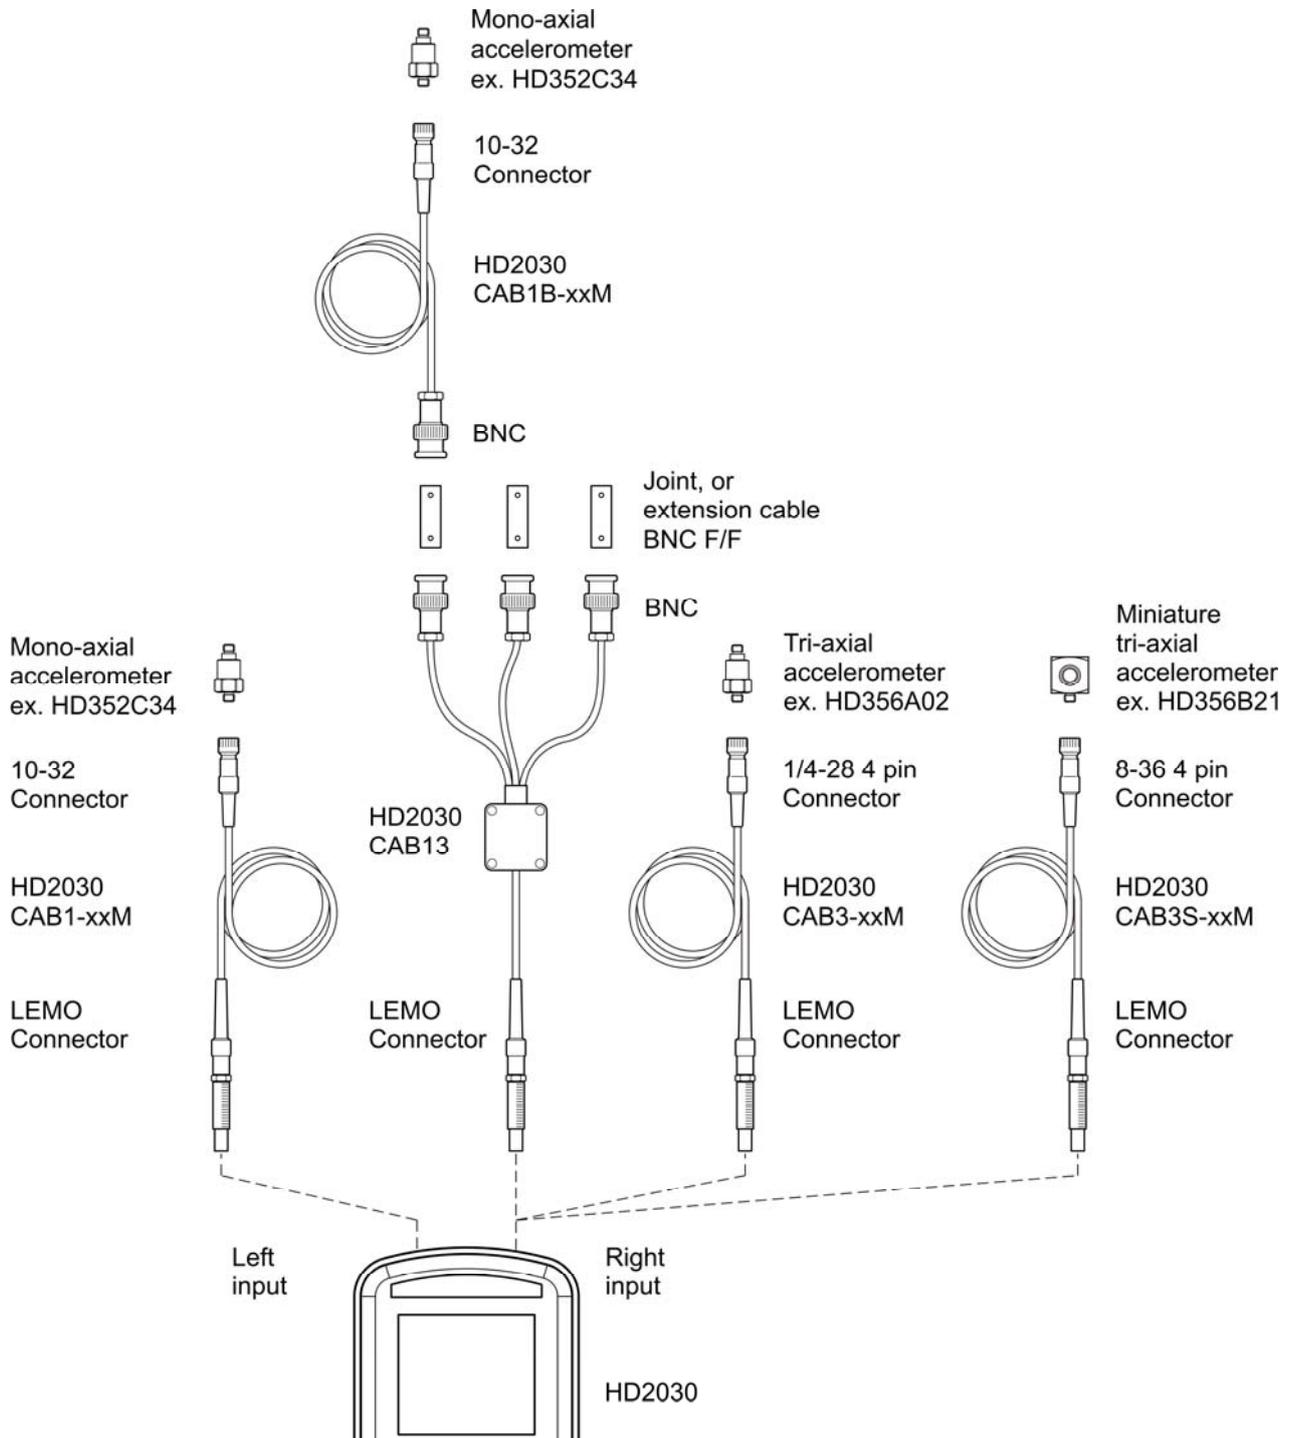 Mono-axial
accelerometer
ex. HD352C34
10-32
Connector
HD2030
CAB1B-xxM
BNC
Joint, or
extension cable
BNC F/F
BNC
Mono-axial
accelerometer
ex. HD352C34
10-32
Connector
HD2030
CAB1-xxM
LEMO
Connector
HD2030
CAB13
LEMO
Connector
Tri-axial
accelerometer
ex. HD356A02
1/4-28 4 pin
Connector
HD2030
CAB3-xxM
LEMO
Connector
Miniature
tri-axial
accelerometer
ex. HD356B21
8-36 4 pin
Connector
HD2030
CAB3S-xxM
LEMO
Connector
Left
input
Right
input
HD2030